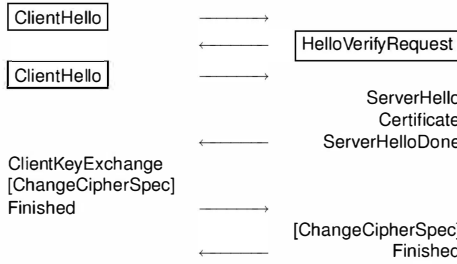 ClientHello
HelloVerifyRequest
ClientHello
ServerHello
Certificate
ServerHelloDone
ClientKeyExchange
[ChangeCipherSpec]
Finished
[ChangeCipherSpec]
Finished